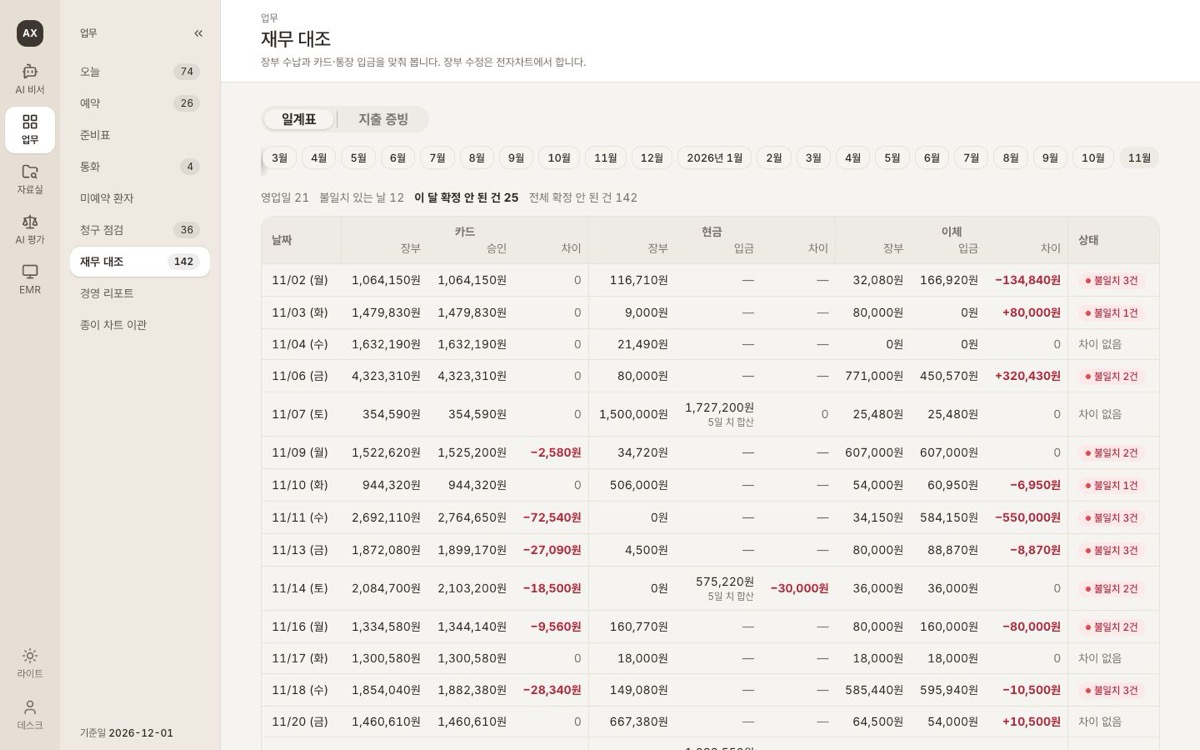 AX
AI 비서
업무
자료실
AI 평가
EMR
라이트
데스크
업무
오늘 74
예약 26
준비표
통화 4
미예약 환자
청구 점검 36
재무 대조 142
경영 리포트
종이 차트 이관
기준일 2026-12-01
업무
재무 대조
장부 수납과 카드·통장 입금을 맞춰 봅니다. 장부 수정은 전자차트에서 합니다.
일계표 지출 증빙
3월 4월 5월 6월 7월 8월 9월 10월 11월 12월 2026년 1월 2월 3월 4월 5월 6월 7월 8월 9월 10월 11월
영업일 21 불일치 있는 날 12 이 달 확정 안 된 건 25 전체 확정 안 된 건 142
날짜 카드 현금 이체 상태
장부 승인 차이 장부 입금 차이 장부 입금 차이
11/02 (월) 1,064,150원 1,064,150원 0 116,710원 — — 32,080원 166,920원 −134,840원 불일치 3건
11/03 (화) 1,479,830원 1,479,830원 0 9,000원 — — 80,000원 0원 +80,000원 불일치 1건
11/04 (수) 1,632,190원 1,632,190원 0 21,490원 — — 0원 0원 0 차이 없음
11/06 (금) 4,323,310원 4,323,310원 0 80,000원 — — 771,000원 450,570원 +320,430원 불일치 2건
11/07 (토) 354,590원 354,590원 0 1,500,000원 1,727,200원 0 25,480원 25,480원 0 차이 없음
5일 치 합산
11/09 (월) 1,522,620원 1,525,200원 −2,580원 34,720원 — — 607,000원 607,000원 0 불일치 2건
11/10 (화) 944,320원 944,320원 0 506,000원 — — 54,000원 60,950원 −6,950원 불일치 1건
11/11 (수) 2,692,110원 2,764,650원 −72,540원 0원 — — 34,150원 584,150원 −550,000원 불일치 3건
11/13 (금) 1,872,080원 1,899,170원 −27,090원 4,500원 — — 80,000원 88,870원 −8,870원 불일치 3건
11/14 (토) 2,084,700원 2,103,200원 −18,500원 0원 575,220원 −30,000원 36,000원 36,000원 0 불일치 2건
5일 치 합산
11/16 (월) 1,334,580원 1,344,140원 −9,560원 160,770원 — — 80,000원 160,000원 −80,000원 불일치 2건
11/17 (화) 1,300,580원 1,300,580원 0 18,000원 — — 18,000원 18,000원 0 차이 없음
11/18 (수) 1,854,040원 1,882,380원 −28,340원 149,080원 — — 585,440원 595,940원 −10,500원 불일치 3건
11/20 (금) 1,460,610원 1,460,610원 0 667,380원 — — 64,500원 54,000원 +10,500원 차이 없음